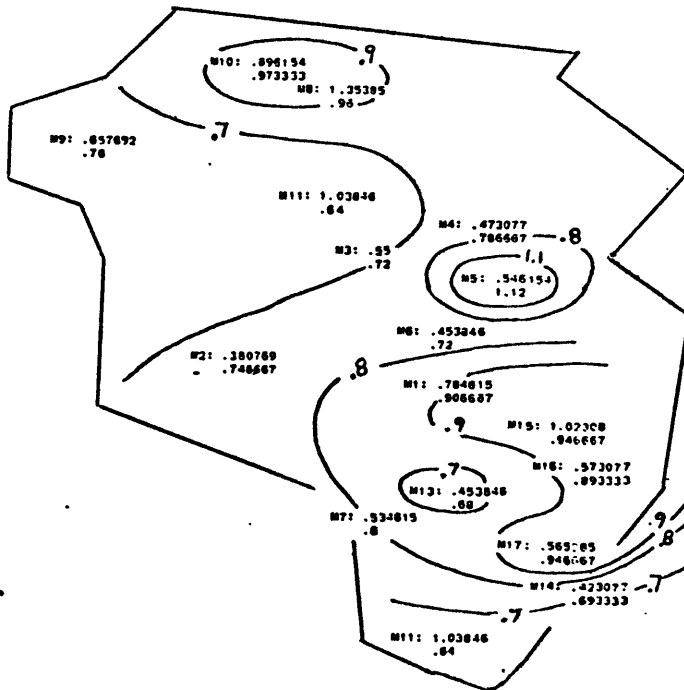 .9
M10: .896154
.973333
M8: 1.35385
.96
.7
M9: .657692
.76
M11: 1.03846
.64
M4: .473077
.786667
.8
M3: .55
.72
1.1
M5: .546154
1.12
M6: .453846
.72
M2: .380769
.746667
.8
M1: .784615
.906667
.9
M15: 1.02308
.946667
M16: .573077
.893333
.7
M13: .453846
.68
M7: .534615
.8
.9
.8
M17:
.946667
M14: .423077
.693333
.7
.7
M11: 1.03846
.64